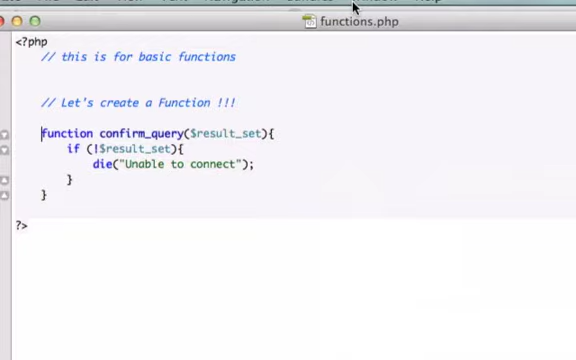 functions.php
<?php
// this is for basic functions
// Let's create a Function !!!
function confirm_query($result_set){
if (!$result_set){
die("Unable to connect");
}
}
?>